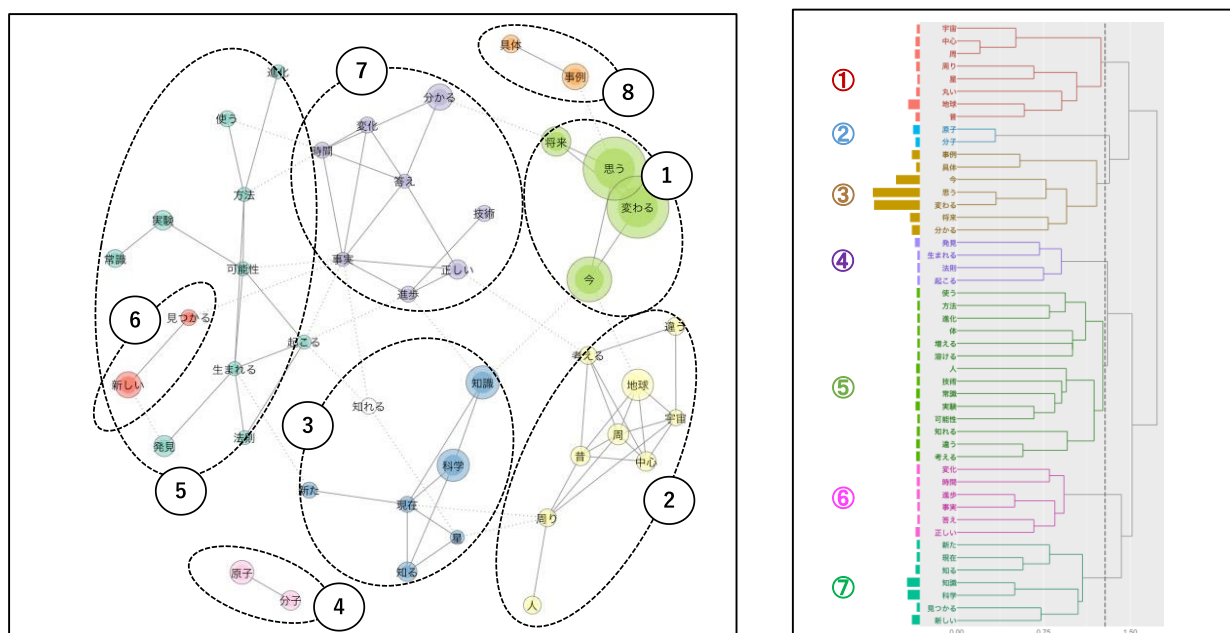 具体
事例
8
進化
7
分かる
使う
変化
将来
時間
思う
1
答え
方法
変わる
技術
実験
常識
可能性
事実
正しい
今
進歩
6
見つかる
違う
起こる
考える
生まれる
新しい
知識
地球
知れる
3
宇宙
周
発見
法則
昔
中心
科学
5
新た
2
現在
周り
星
原子
知る
分子
4
人
宇宙
中心
周
周り
星
丸い
地球
昔
原子
分子
事例
具体
今
思う
変わる
将来
分かる
発見
生まれる
法則
起こる
使う
方法
進化
体
増える
溶ける
人
技術
常識
実験
可能性
知れる
違う
考える
変化
時間
進歩
事実
答え
正しい
新た
現在
知る
知識
科学
見つかる
新しい
①
②
③
④
⑤
⑥
⑦
0.00
0.75
1.50